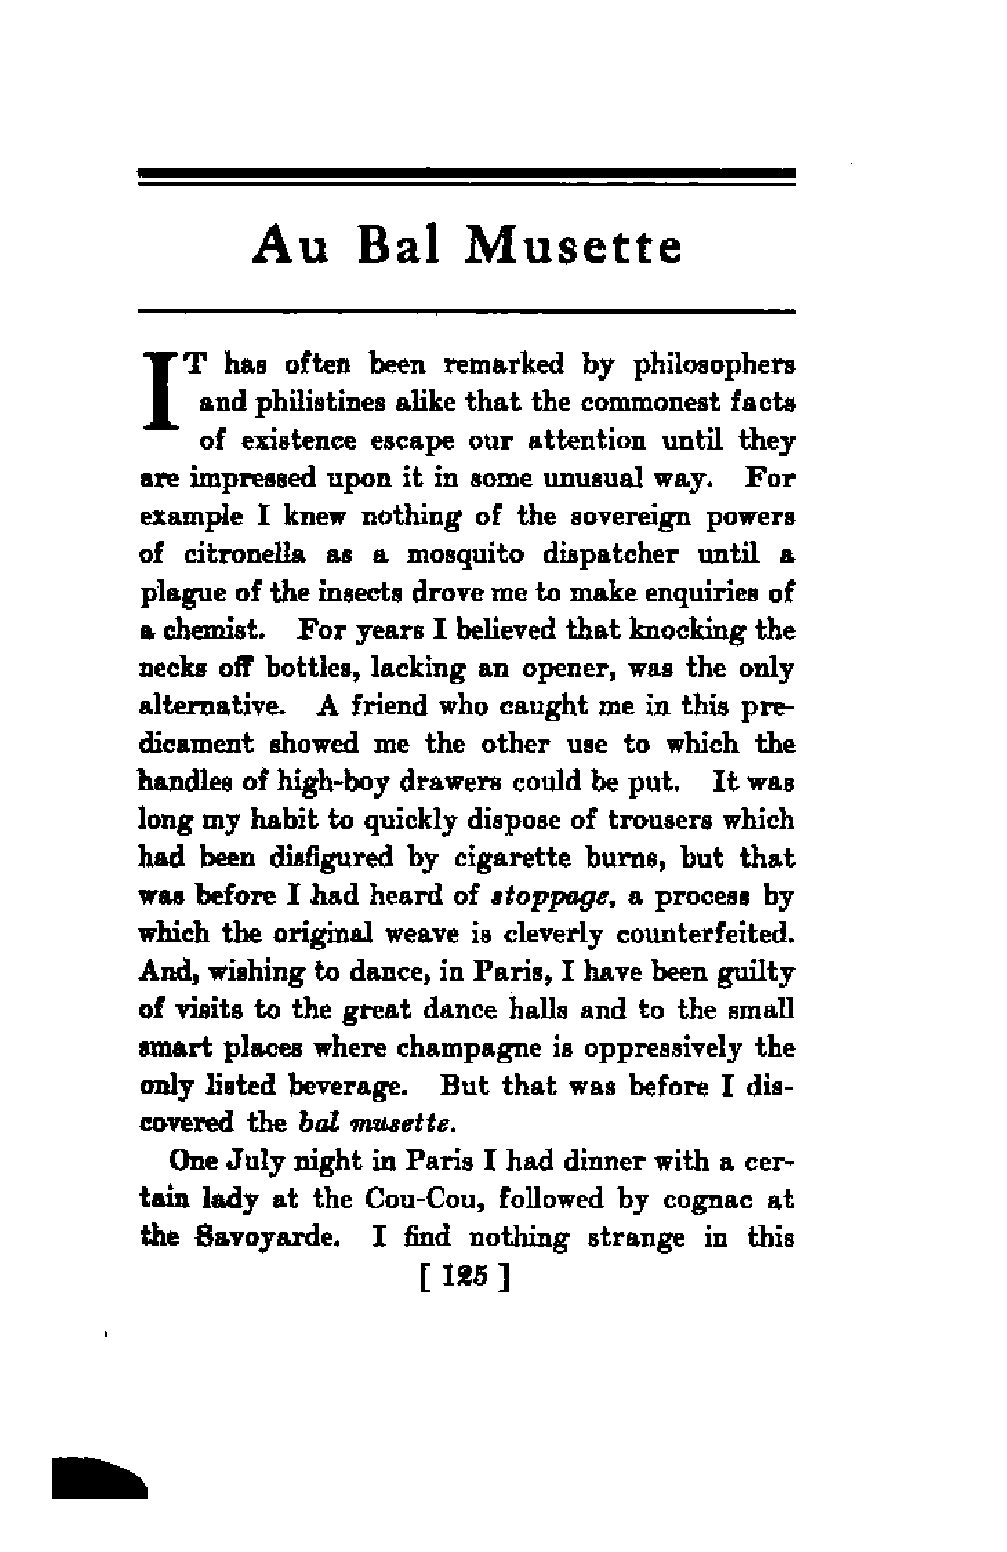 Au Bal Musette
IT has often been remarked by philosophers
and philistines alike that the commonest facts
of existence escape our attention until they
are impressed upon it in some unusual way. For
example I knew nothing of the sovereign powers
of citronella as a mosquito dispatcher until a
plague of the insects drove me to make enquiries of
a chemist. For years I believed that knocking the
necks off bottles, lacking an opener, was the only
alternative. A friend who caught me in this pre-
dicament showed me the other use to which the
handles of high-boy drawers could be put. It was
long my habit to quickly dispose of trousers which
had been disfigured by cigarette burns, but that
was before I had heard of stoppage, a process by
which the original weave is cleverly counterfeited.
And, wishing to dance, in Paris, I have been guilty
of visits to the great dance halls and to the small
smart places where champagne is oppressively the
only listed beverage. But that was before I dis-
covered the bal musette.
One July night in Paris I had dinner with a cer-
tain lady at the Cou-Cou, followed by cognac at
the Savoyarde. I find nothing strange in this
[ 125 ]